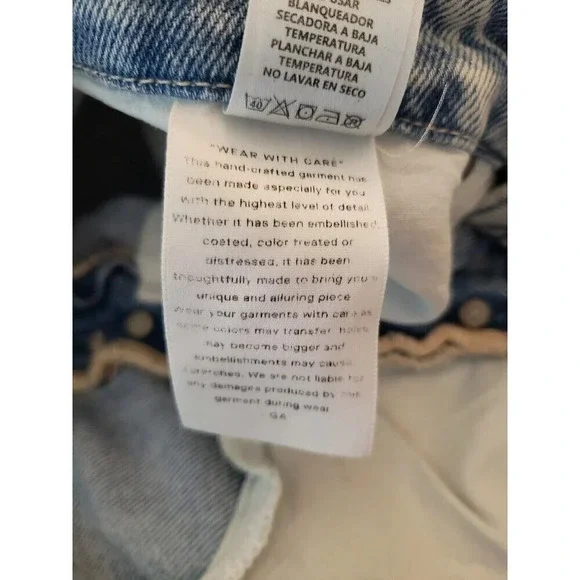 USAR
BLANQUEADOR
SECADORA A BAJA
TEMPERATURA
PLANCHAR A BAJA
TEMPERATURA
NO LAVAR EN SECO
40
"WEAR WITH CARE"
This hand-crafted garment has
been made especially for you
with the highest level of detail.
Whether it has been embellished,
coated, color treated or
distressed, it has been
thoughtfully made to bring you a
unique and alluring piece
Wear your garments with care as
some colors may transfer, holes
may become bigger and
embellishments may cause
scratches. We are not liable for
any damages produced by
garment during wear